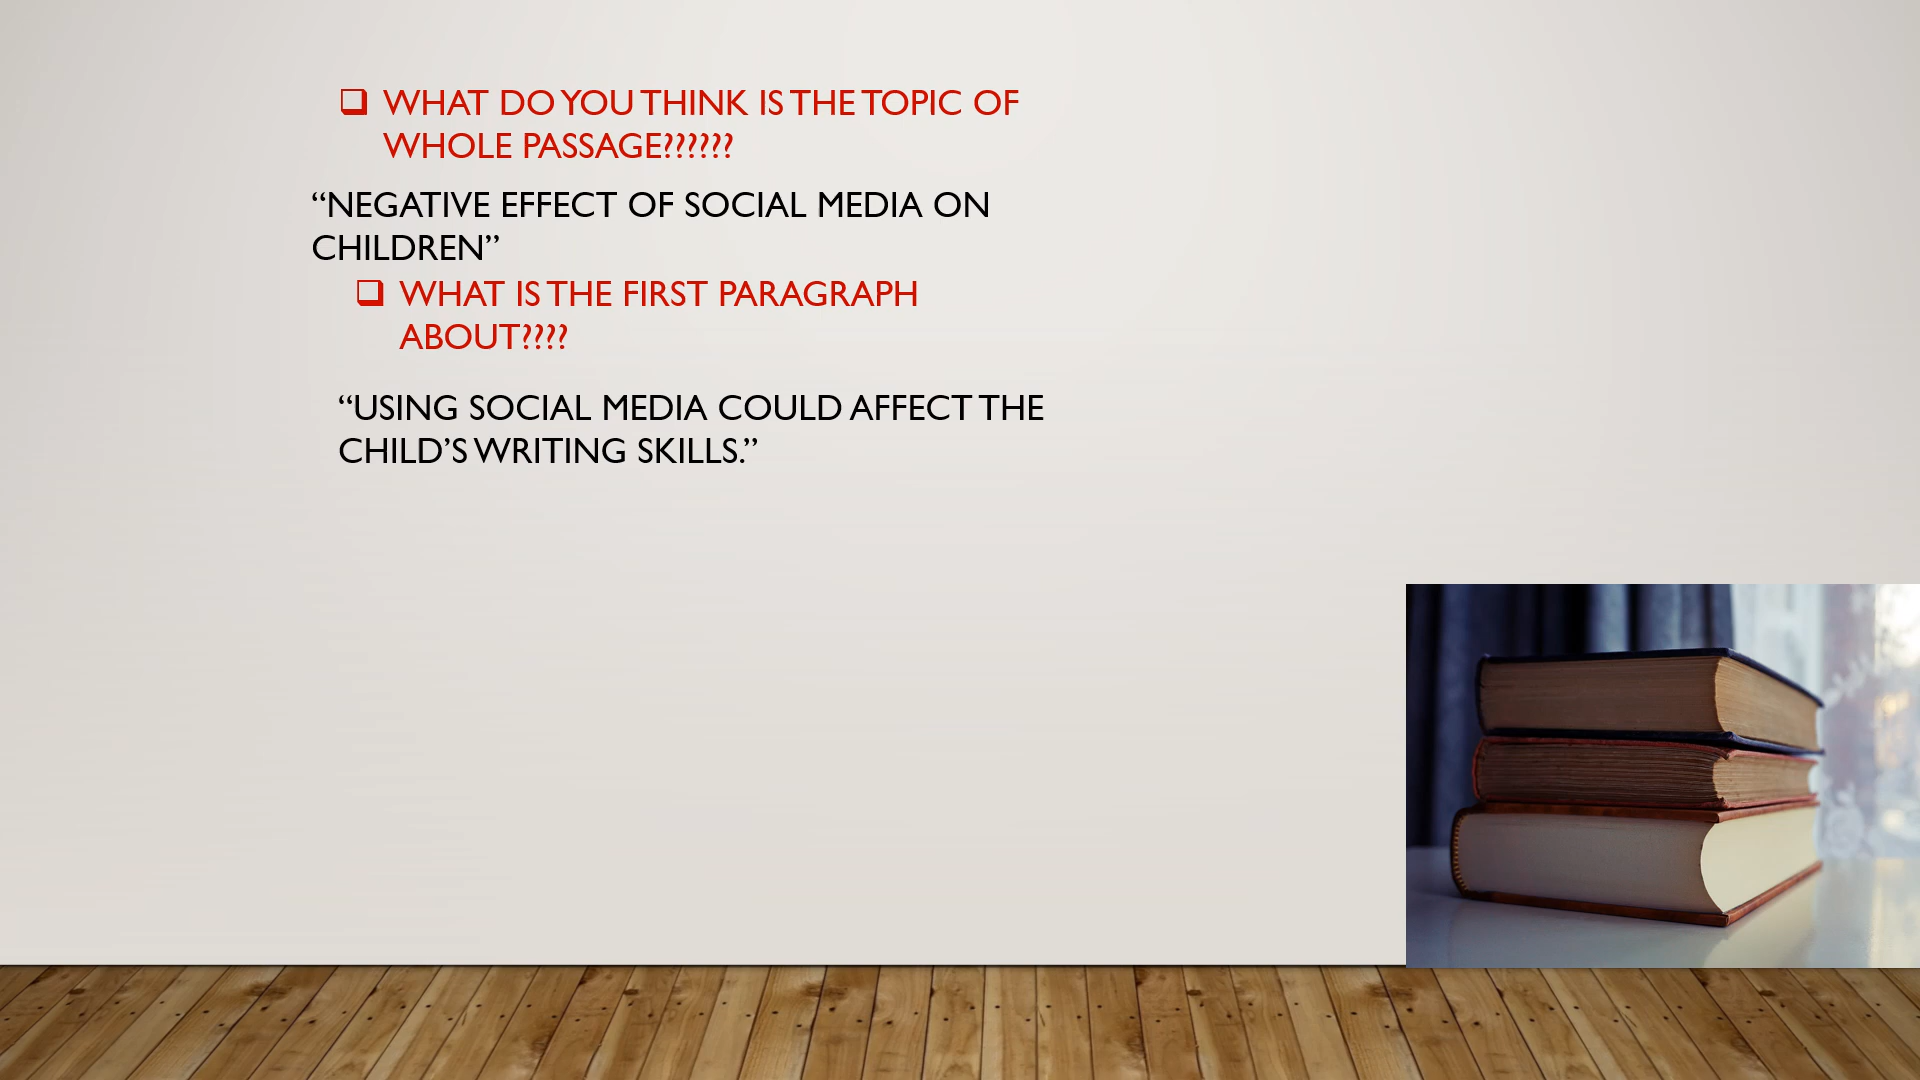 WHAT DO YOU THINK IS THE TOPIC OF
WHOLE PASSAGE??????
“NEGATIVE EFFECT OF SOCIAL MEDIA ON
CHILDREN”
WHAT IS THE FIRST PARAGRAPH
ABOUT????
“USING SOCIAL MEDIA COULD AFFECT THE
CHILD’S WRITING SKILLS.”